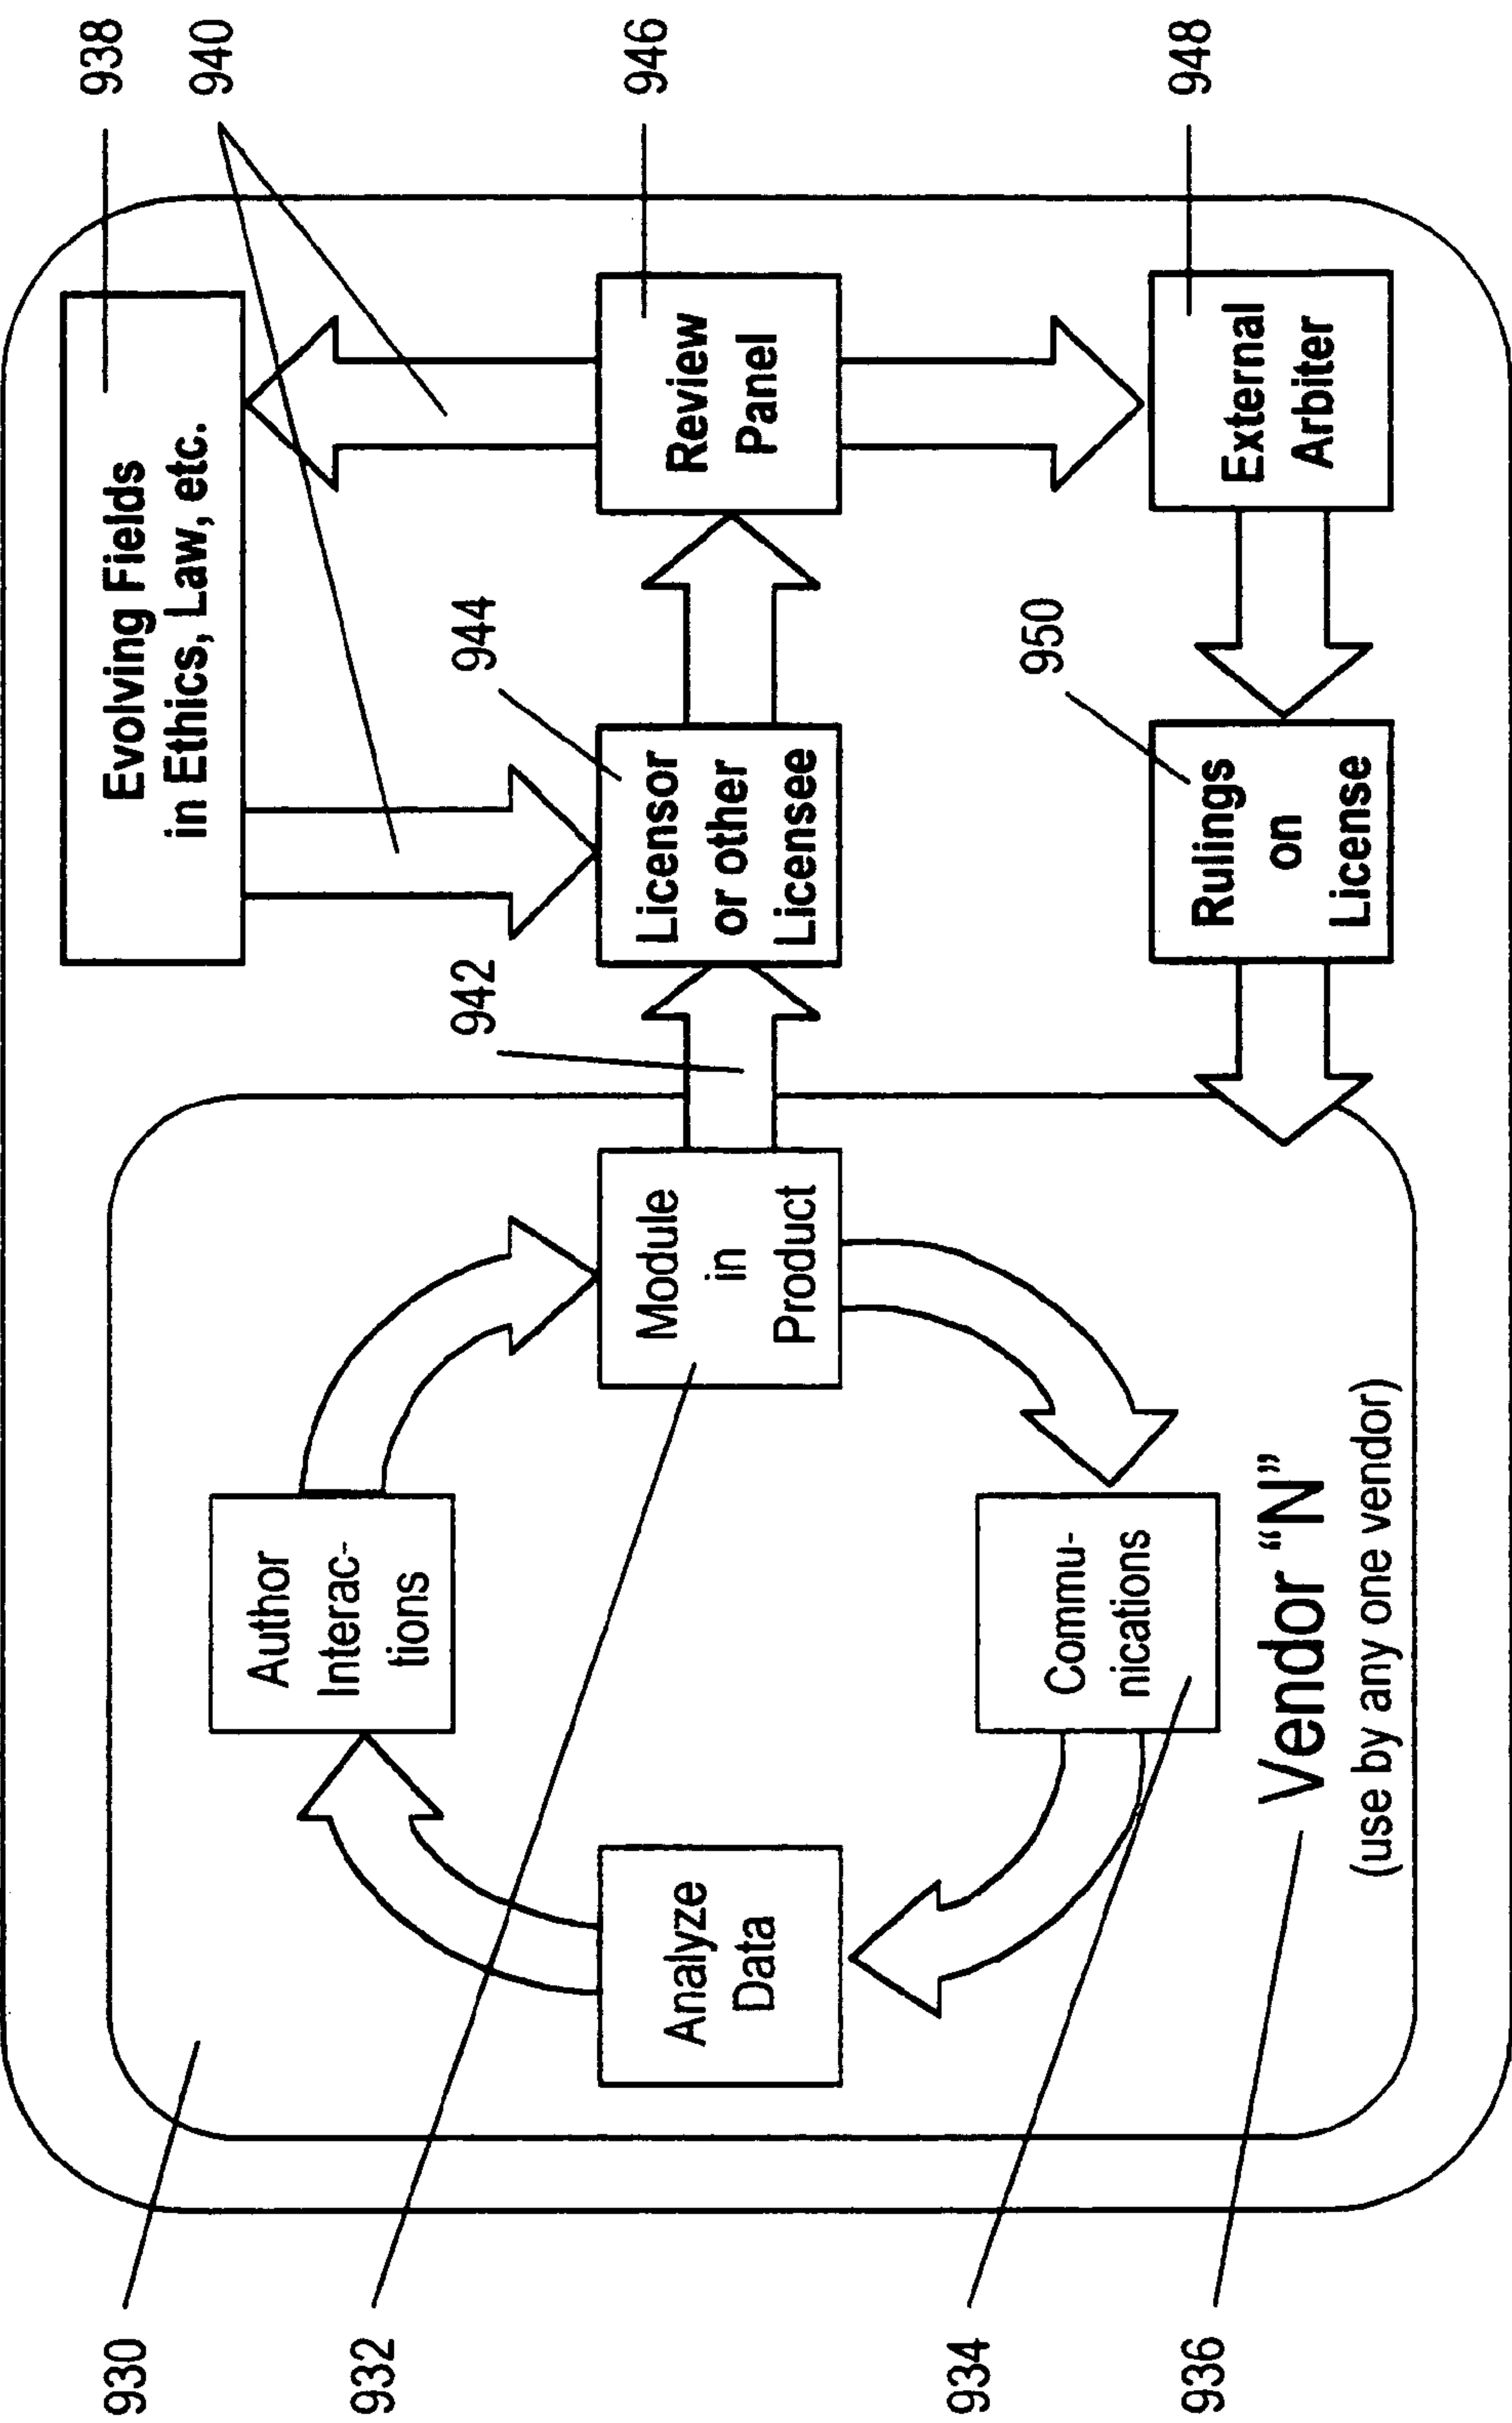 938
940
946
948
Evolving Fields
in Ethics, Law, etc.
Review
Panel
External
Arbiter
944
950
Licensor
or other
Licensee
Rulings
on
License
942
Module
in
Product
Author
Interac-
tions
Commu-
nications
Analyze
Data
Vendor “N”
(use by any one vendor)
930
932
934
936